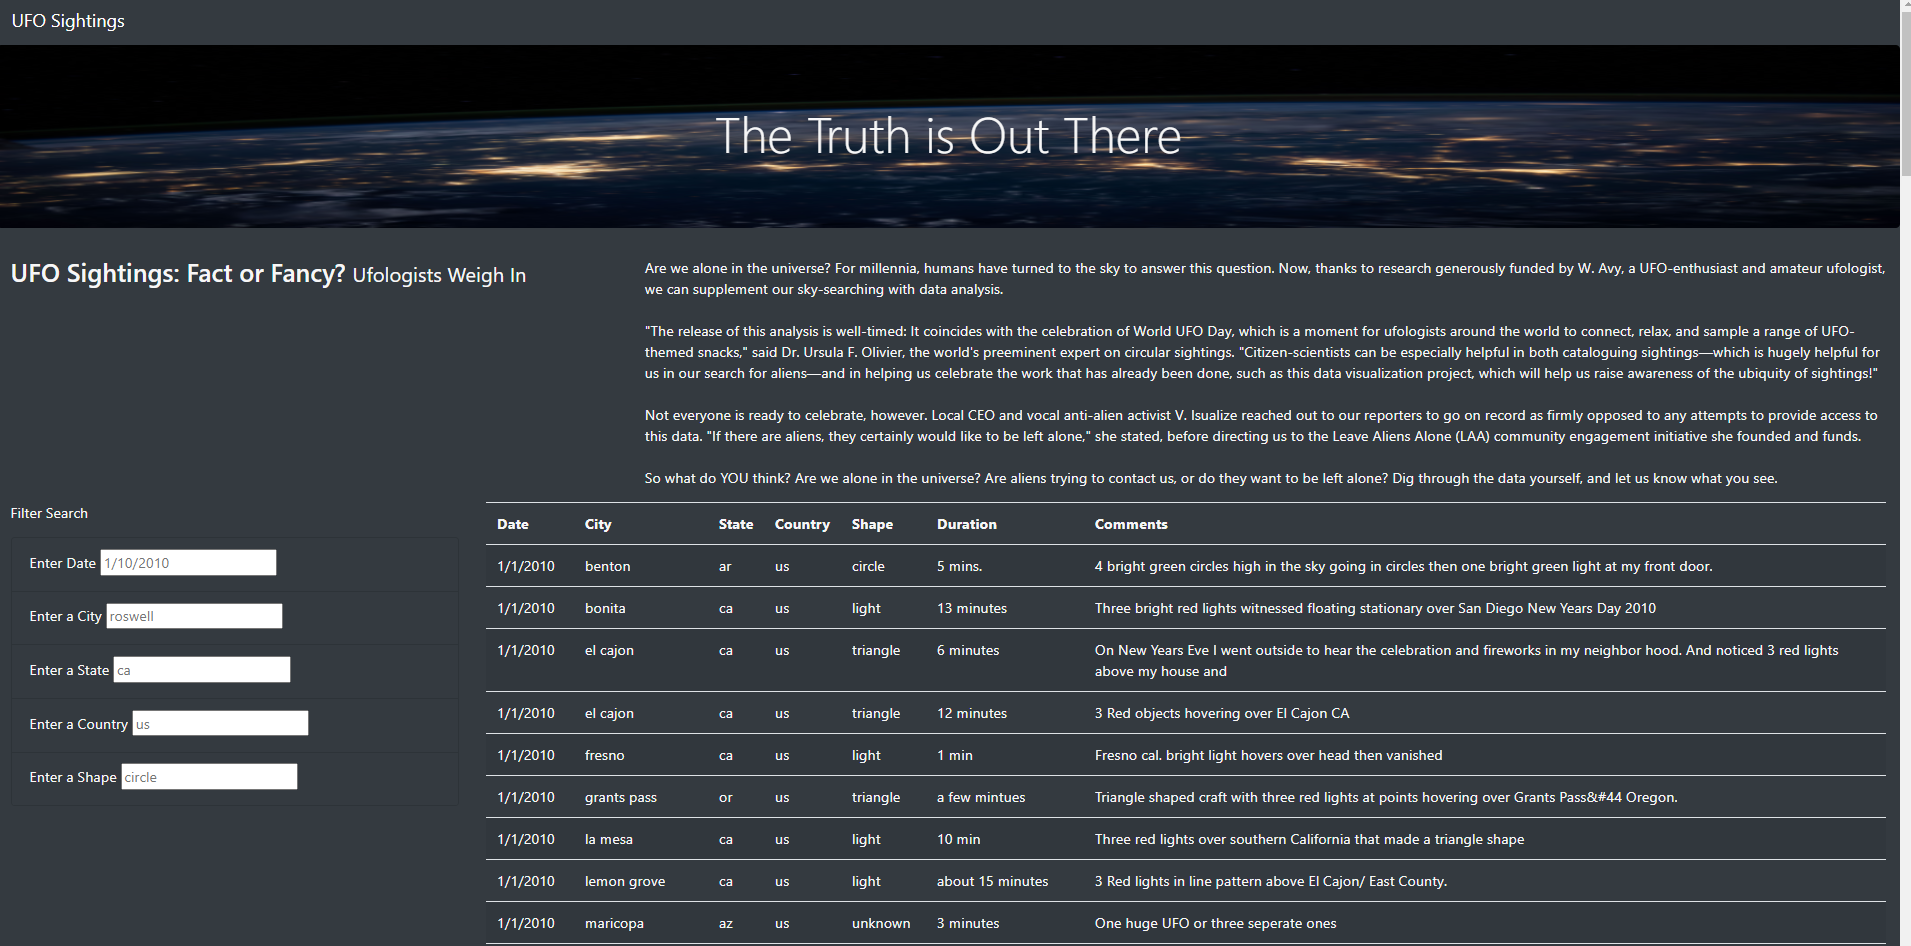 UFO Sightings
The Truth is Out There
UFO Sightings: Fact or Fancy? Ufologists Weigh In
Are we alone in the universe? For millennia, humans have turned to the sky to answer this question. Now, thanks to research generously funded by W. Avy, a UFO-enthusiast and amateur ufologist,
we can supplement our sky-searching with data analysis.
"The release of this analysis is well-timed: It coincides with the celebration of World UFO Day, which is a moment for ufologists around the world to connect, relax, and sample a range of UFO-
themed snacks," said Dr. Ursula F. Olivier, the world's preeminent expert on circular sightings. "Citizen-scientists can be especially helpful in both cataloguing sightings—which is hugely helpful for
us in our search for aliens—and in helping us celebrate the work that has already been done, such as this data visualization project, which will help us raise awareness of the ubiquity of sightings!"
Not everyone is ready to celebrate, however. Local CEO and vocal anti-alien activist V. Isualize reached out to our reporters to go on record as firmly opposed to any attempts to provide access to
this data. "If there are aliens, they certainly would like to be left alone," she stated, before directing us to the Leave Aliens Alone (LAA) community engagement initiative she founded and funds.
So what do YOU think? Are we alone in the universe? Are aliens trying to contact us, or do they want to be left alone? Dig through the data yourself, and let us know what you see.
Filter Search
Enter Date 1/10/2010
Enter a City roswell
Enter a State ca
Enter a Country us
Enter a Shape circle
Date City State Country Shape Duration Comments
1/1/2010 benton ar us circle 5 mins. 4 bright green circles high in the sky going in circles then one bright green light at my front door.
1/1/2010 bonita ca us light 13 minutes Three bright red lights witnessed floating stationary over San Diego New Years Day 2010
1/1/2010 el cajon ca us triangle 6 minutes On New Years Eve I went outside to hear the celebration and fireworks in my neighbor hood. And noticed 3 red lights
above my house and
1/1/2010 el cajon ca us triangle 12 minutes 3 Red objects hovering over El Cajon CA
1/1/2010 fresno ca us light 1 min Fresno cal. bright light hovers over head then vanished
1/1/2010 grants pass or us triangle a few mintues Triangle shaped craft with three red lights at points hovering over Grants Pass&#44 Oregon.
1/1/2010 la mesa ca us light 10 min Three red lights over southern California that made a triangle shape
1/1/2010 lemon grove ca us light about 15 minutes 3 Red lights in line pattern above El Cajon/ East County.
1/1/2010 maricopa az us unknown 3 minutes One huge UFO or three seperate ones